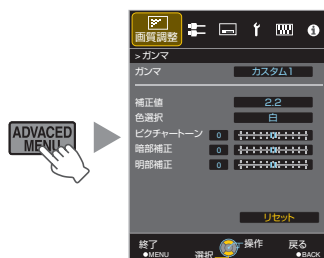 画質調整
>ガンマ
ガンマ カスタム1
補正値 2.2
色選択 白
ピクチャートーン 0
暗部補正 0
明部補正 0
ADVACED
MENU
リセット
終了 操作 戻る
●MENU 選択 ●BACK